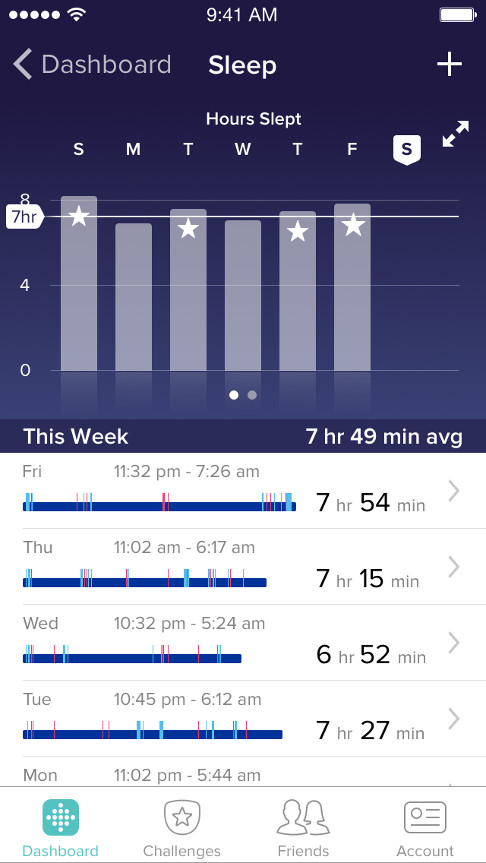 9:41 AM
Dashboard Sleep
Hours Slept
S M T W T F S
8
7hr
4
0
This Week 7 hr 49 min avg
Fri 11:32 pm - 7:26 am
7 hr 54 min
Thu 11:02 am - 6:17 am
7 hr 15 min
Wed 10:32 pm - 5:24 am
6 hr 52 min
Tue 10:45 pm - 6:12 am
7 hr 27 min
Mon 11:02 pm - 5:44 am
Dashboard Challenges Friends Account